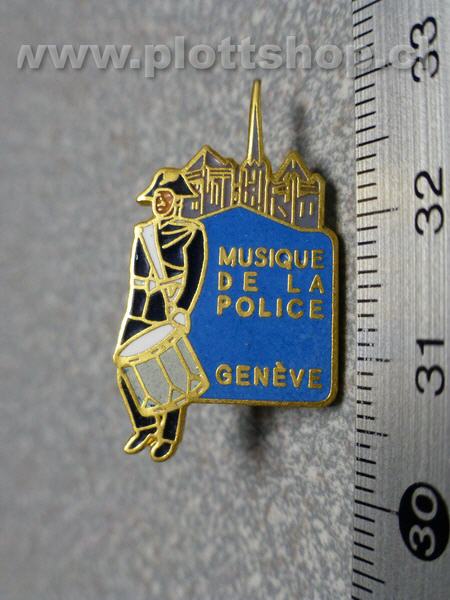 www.plottshop.c
MUSIQUE
DE LA
POLICE
GENÈVE
33
32
31
30